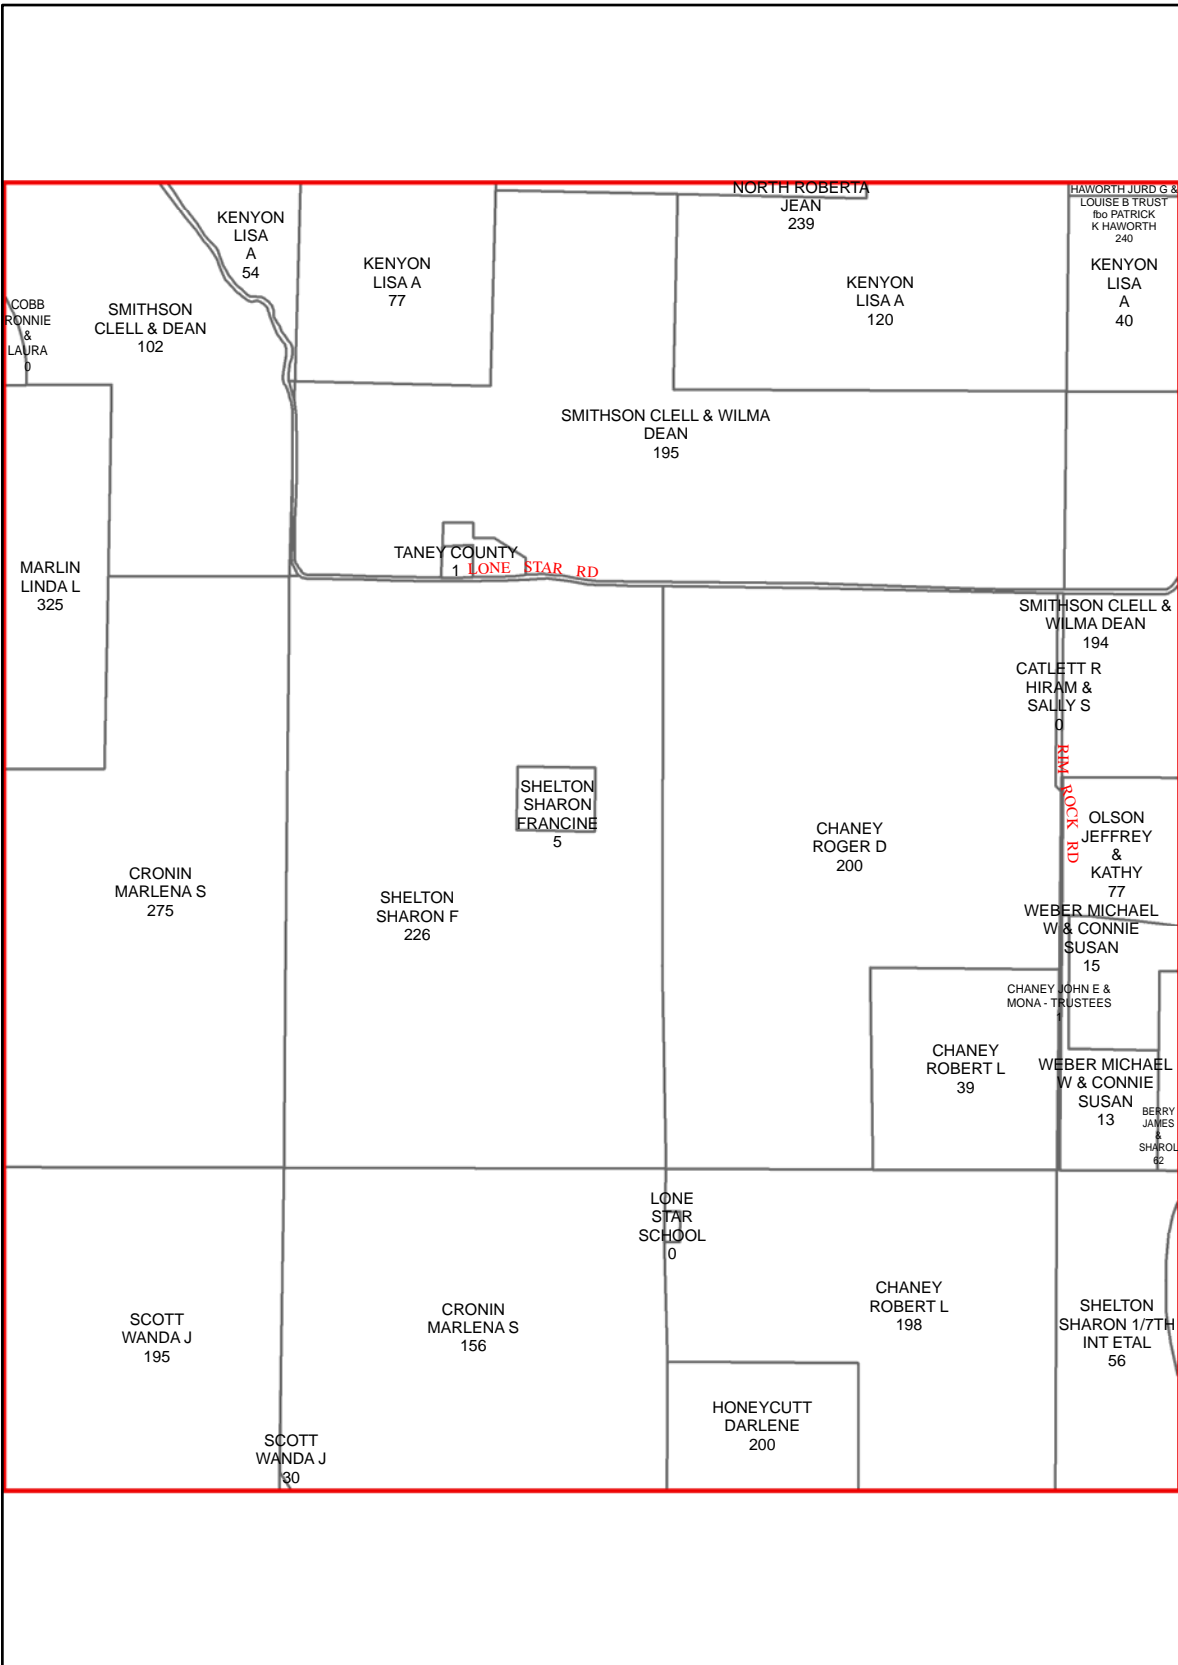 NORTH ROBERTA
JEAN
239
HAWORTH JURD G &
LOUISE B TRUST
fbo PATRICK
K HAWORTH
240
KENYON
LISA
A
54
KENYON
LISA A
77
KENYON
LISA A
120
KENYON
LISA
A
40
COBB
RONNIE
&
LAURA
0
SMITHSON
CLELL & DEAN
102
SMITHSON CLELL & WILMA
DEAN
195
TANEY COUNTY
1
LONE STAR RD
MARLIN
LINDA L
325
SMITHSON CLELL &
WILMA DEAN
194
CATLETT R
HIRAM &
SALLY S
0
RIM ROCK RD
SHELTON
SHARON
FRANCINE
5
CHANEY
ROGER D
200
OLSON
JEFFREY
&
KATHY
77
CRONIN
MARLENA S
275
SHELTON
SHARON F
226
WEBER MICHAEL
W & CONNIE
SUSAN
15
CHANEY JOHN E &
MONA - TRUSTEES
1
CHANEY
ROBERT L
39
WEBER MICHAEL
W & CONNIE
SUSAN
13
BERRY
JAMES
&
SHAROL
62
LONE
STAR
SCHOOL
0
SCOTT
WANDA J
195
CRONIN
MARLENA S
156
CHANEY
ROBERT L
198
SHELTON
SHARON 1/7TH
INT ETAL
56
HONEYCUTT
DARLENE
200
SCOTT
WANDA J
30